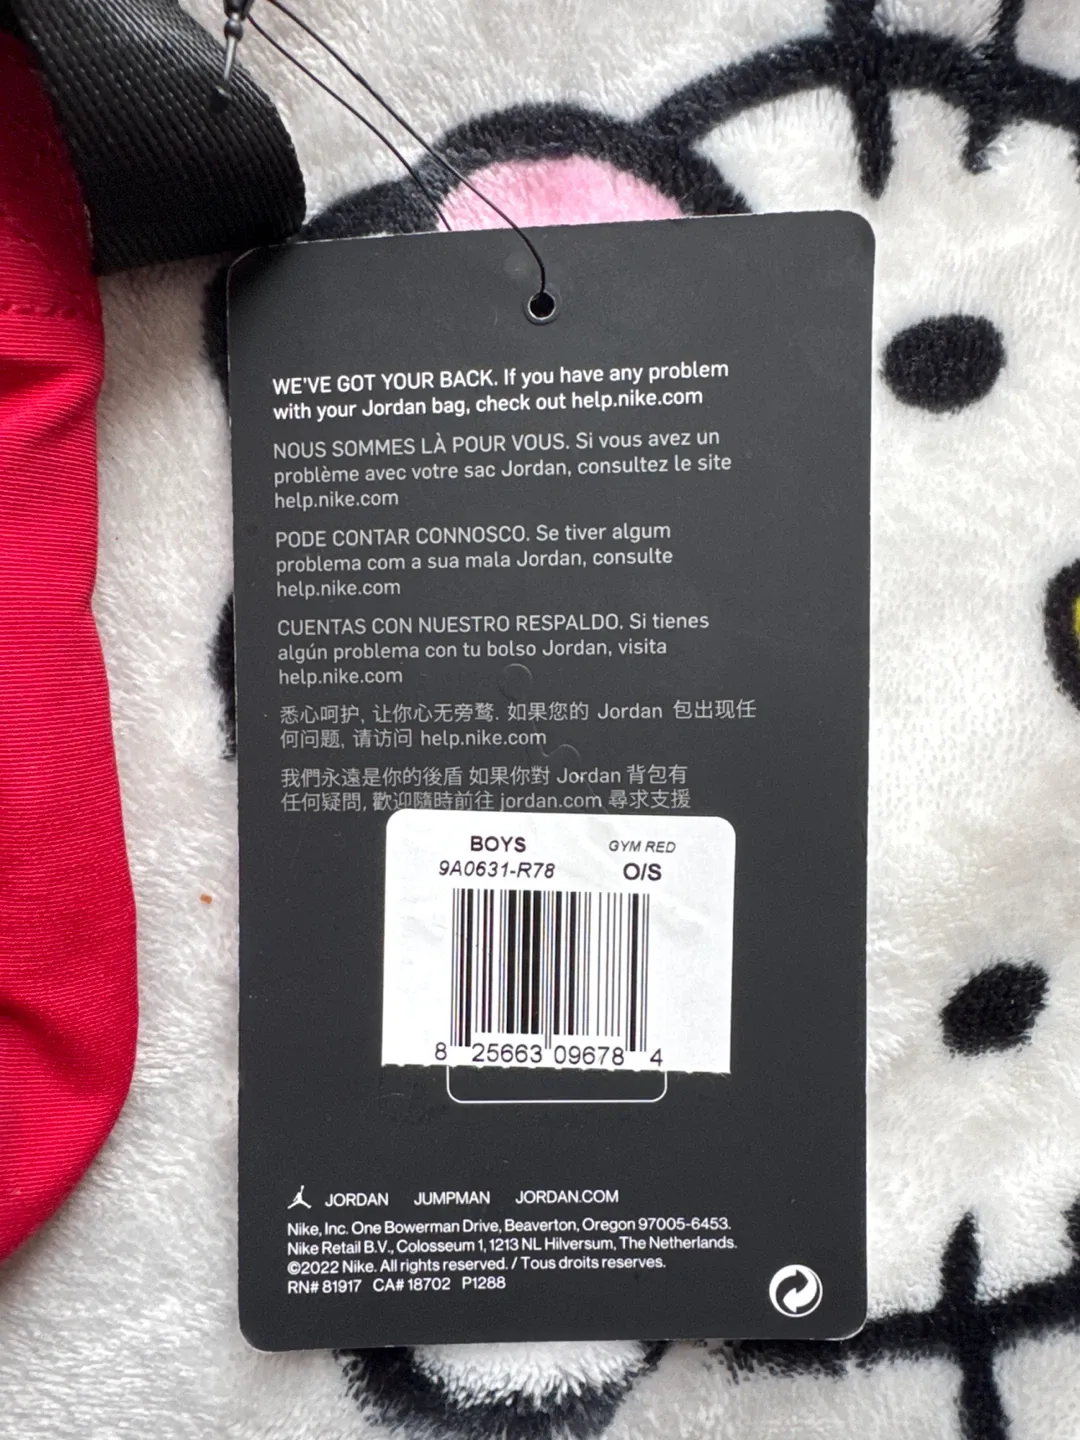 WE'VE GOT YOUR BACK. If you have any problem
with your Jordan bag, check out help.nike.com
NOUS SOMMES LÀ POUR VOUS. Si vous avez un
problème avec votre sac Jordan, consultez le site
help.nike.com
PODE CONTAR CONNOSCO. Se tiver algum
problema com a sua mala Jordan, consulte
help.nike.com
CUENTAS CON NUESTRO RESPALDO. Si tienes
algún problema con tu bolso Jordan, visita
help.nike.com
悉心呵护, 让你心无旁骛. 如果您的 Jordan 包出现任
何问题, 请访问 help.nike.com
我們永遠是你的後盾 如果你對 Jordan 背包有
任何疑問, 歡迎隨時前往 jordan.com 尋求支援
BOYS GYM RED
9A0631-R78 O/S
8 25663 09678 4
JORDAN JUMPMAN JORDAN.COM
Nike, Inc. One Bowerman Drive, Beaverton, Oregon 97005-6453.
Nike Retail B.V., Colosseum 1, 1213 NL Hilversum, The Netherlands.
©2022 Nike. All rights reserved. / Tous droits reserves.
RN# 81917 CA# 18702 P1288